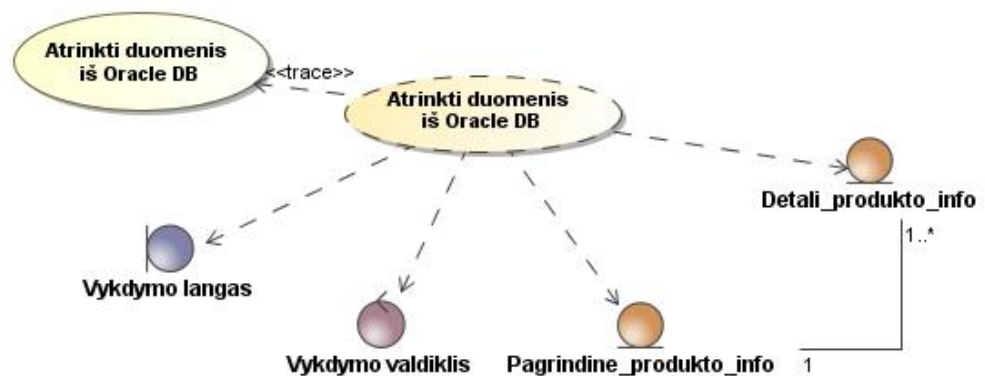 Atrinkti duomenis
iš Oracle DB
<<trace>>
Atrinkti duomenis
iš Oracle DB
Detali_produkto_info
1..*
Vykdymo langas
Vykdymo valdiklis
Pagrindine_produkto_info
1